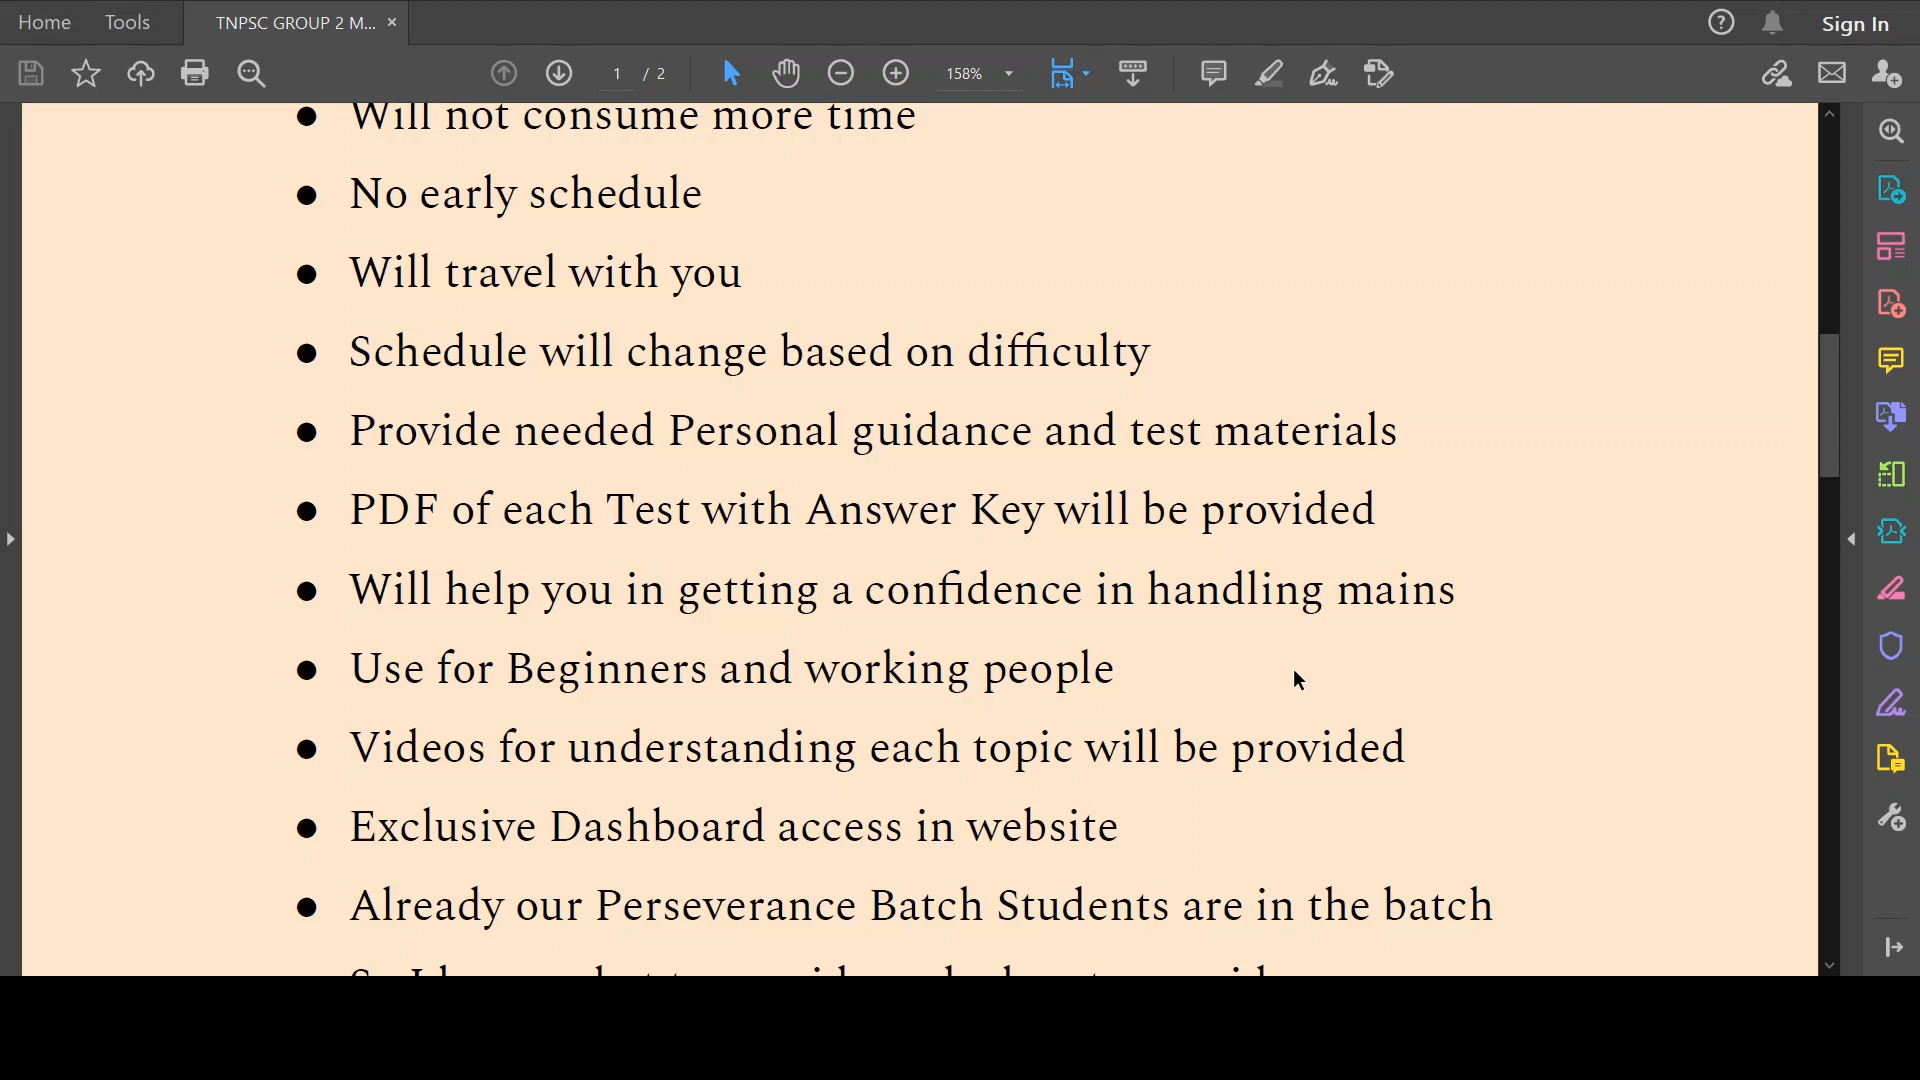 Home Tools TNPSC GROUP 2 M... × Sign In
1 / 2 158%
● Will not consume more time
● No early schedule
● Will travel with you
● Schedule will change based on difficulty
● Provide needed Personal guidance and test materials
● PDF of each Test with Answer Key will be provided
● Will help you in getting a confidence in handling mains
● Use for Beginners and working people
● Videos for understanding each topic will be provided
● Exclusive Dashboard access in website
● Already our Perseverance Batch Students are in the batch